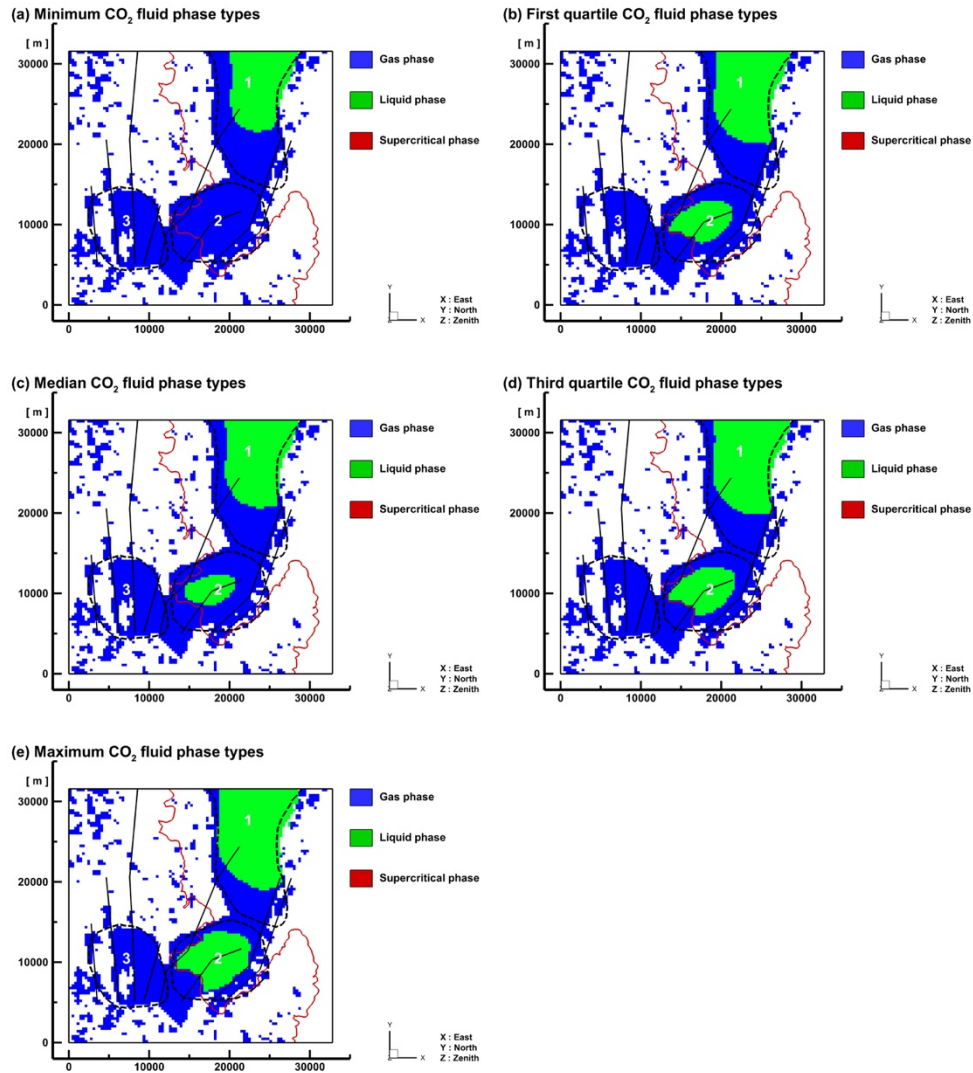 (a) Minimum CO₂ fluid phase types
[ m ]
30000
20000
10000
0
0 10000 20000 30000
1
2
3
Gas phase
Liquid phase
Supercritical phase
Y
Z X
X : East
Y : North
Z : Zenith
(b) First quartile CO₂ fluid phase types
[ m ]
30000
20000
10000
0
0 10000 20000 30000
1
2
3
Gas phase
Liquid phase
Supercritical phase
Y
Z X
X : East
Y : North
Z : Zenith
(c) Median CO₂ fluid phase types
[ m ]
30000
20000
10000
0
0 10000 20000 30000
1
2
3
Gas phase
Liquid phase
Supercritical phase
Y
Z X
X : East
Y : North
Z : Zenith
(d) Third quartile CO₂ fluid phase types
[ m ]
30000
20000
10000
0
0 10000 20000 30000
1
2
3
Gas phase
Liquid phase
Supercritical phase
Y
Z X
X : East
Y : North
Z : Zenith
(e) Maximum CO₂ fluid phase types
[ m ]
30000
20000
10000
0
0 10000 20000 30000
1
2
3
Gas phase
Liquid phase
Supercritical phase
Y
Z X
X : East
Y : North
Z : Zenith